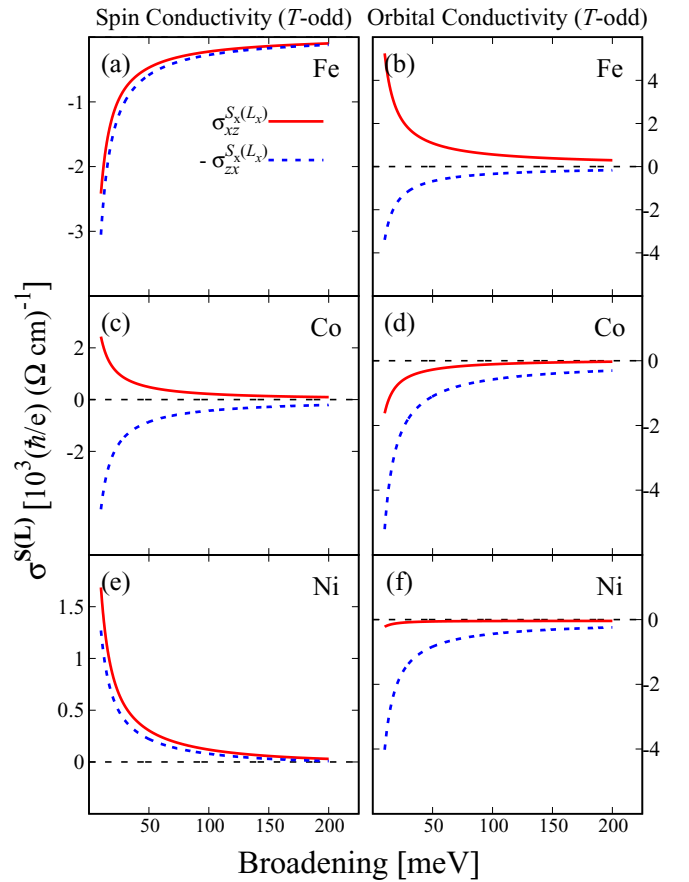 Spin Conductivity (T-odd) Orbital Conductivity (T-odd)
(a) Fe
σ_xz^{S_x(L_x)}
- σ_zx^{S_x(L_x)}
-1
-2
-3
(b) Fe
4
2
0
-2
-4
(c) Co
2
0
-2
(d) Co
0
-2
-4
(e) Ni
1.5
1
0.5
0
(f) Ni
0
-2
-4
50 100 150 200
50 100 150 200
σ^{S(L)} [10^3(ℏ/e) (Ω cm)^{-1}]
Broadening [meV]